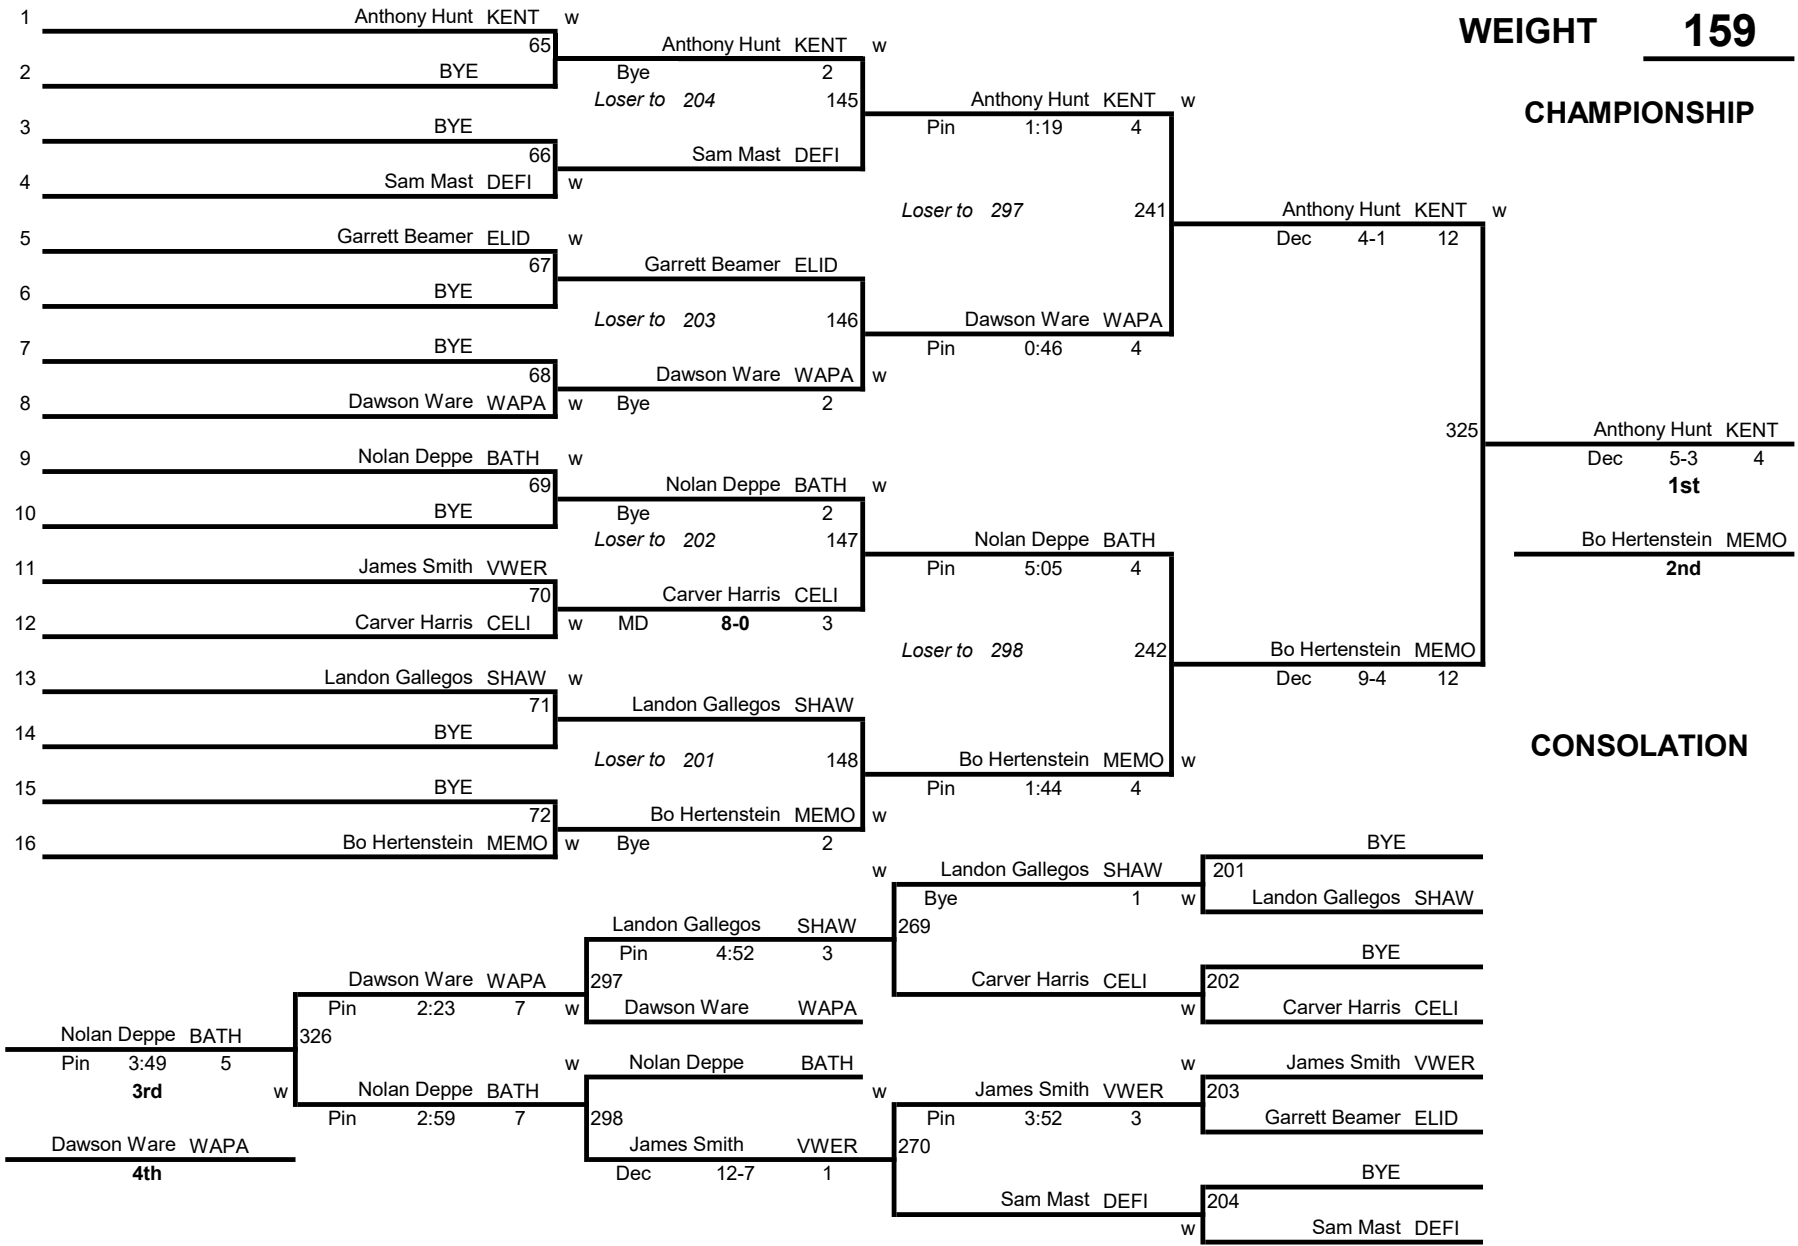 1 Anthony Hunt KENT w
WEIGHT 159
65 Anthony Hunt KENT w
2 BYE Bye 2
Loser to 204 145 Anthony Hunt KENT w
CHAMPIONSHIP
3 BYE Pin 1:19 4
66 Sam Mast DEFI
4 Sam Mast DEFI w
Loser to 297 241 Anthony Hunt KENT w
5 Garrett Beamer ELID w Dec 4-1 12
67 Garrett Beamer ELID
6 BYE
Loser to 203 146 Dawson Ware WAPA
7 BYE Pin 0:46 4
68 Dawson Ware WAPA w
8 Dawson Ware WAPA w Bye 2
325 Anthony Hunt KENT
9 Nolan Deppe BATH w Dec 5-3 4
69 Nolan Deppe BATH w 1st
10 BYE Bye 2
Loser to 202 147 Nolan Deppe BATH Bo Hertenstein MEMO
11 James Smith VWER Pin 5:05 4 2nd
70 Carver Harris CELI
12 Carver Harris CELI w MD 8-0 3
Loser to 298 242 Bo Hertenstein MEMO
13 Landon Gallegos SHAW w Dec 9-4 12
71 Landon Gallegos SHAW
14 BYE
CONSOLATION
Loser to 201 148 Bo Hertenstein MEMO w
15 BYE Pin 1:44 4
72 Bo Hertenstein MEMO w
16 Bo Hertenstein MEMO w Bye 2 BYE
w Landon Gallegos SHAW 201
Bye 1 w Landon Gallegos SHAW
Landon Gallegos SHAW 269
Pin 4:52 3 BYE
Dawson Ware WAPA 297 Carver Harris CELI 202
Pin 2:23 7 w Dawson Ware WAPA w Carver Harris CELI
Nolan Deppe BATH 326
Pin 3:49 5 w Nolan Deppe BATH w James Smith VWER
3rd w Nolan Deppe BATH w James Smith VWER 203
Pin 2:59 7 298 Pin 3:52 3 Garrett Beamer ELID
Dawson Ware WAPA James Smith VWER 270
4th Dec 12-7 1 BYE
Sam Mast DEFI 204
w Sam Mast DEFI